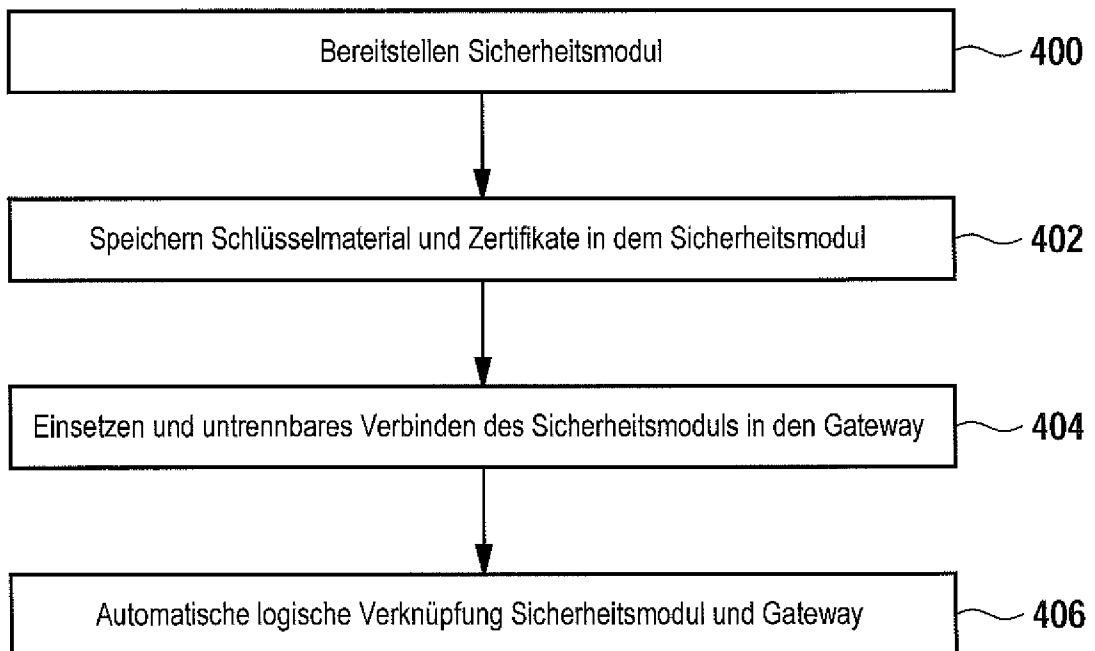 Bereitstellen Sicherheitsmodul 400
Speichern Schlüsselmaterial und Zertifikate in dem Sicherheitsmodul 402
Einsetzen und untrennbares Verbinden des Sicherheitsmoduls in den Gateway 404
Automatische logische Verknüpfung Sicherheitsmodul und Gateway 406